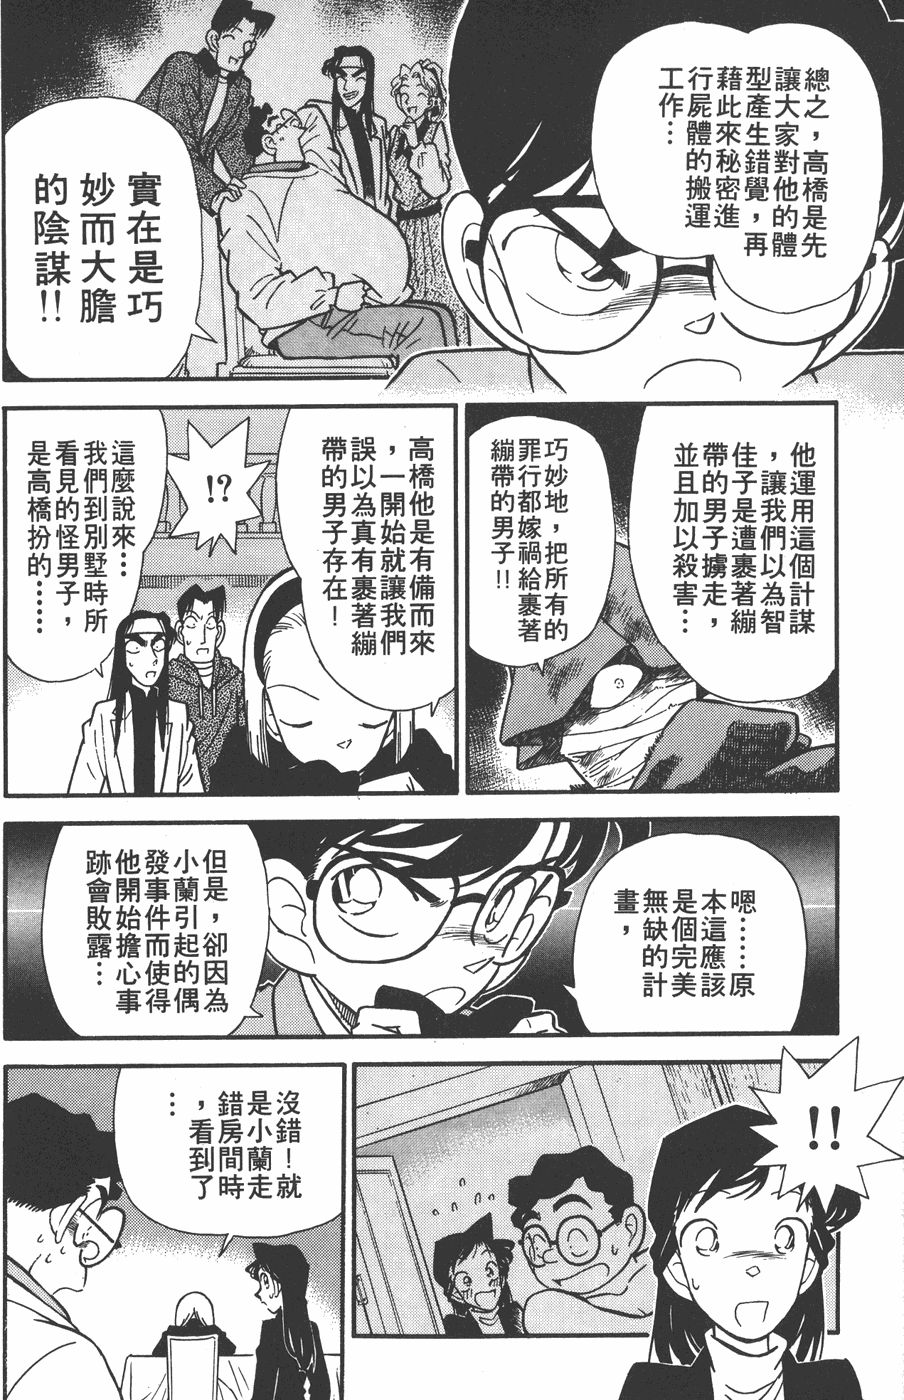 總之，高橋是先
讓大家對他的體
型產生錯覺，再
藉此來秘密進
行屍體的搬運
工作…
實在是巧
妙而大膽
的陰謀!!
他運用這個計謀
，讓我們以為智
佳子是遭裹著繃
帶的男子擄走，
並且加以殺害…
巧妙地，把所有的
罪行都嫁禍給裹著
繃帶的男子!!
高橋他是有備而來
，一開始就讓我們
誤以為真有裹著繃
帶的男子存在！
!?
這麼說來…
我們到別墅時所
看見的怪男子，
是高橋扮的……
嗯……原
本這應該
是個完美
無缺的計
畫，
但是，卻因為
小蘭引起的偶
發事件而使得
他開始擔心事
跡會敗露…
!!
沒錯！就
是小蘭走
錯房間時
，看到了
…